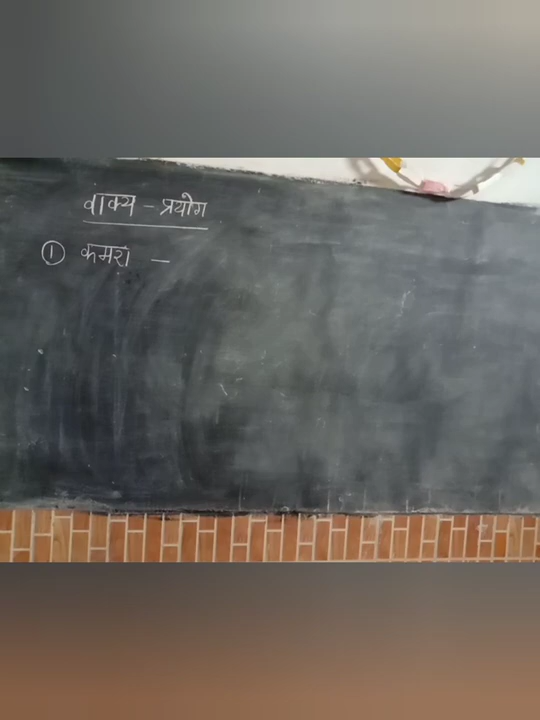 वाक्य - प्रयोग
① कमरा -